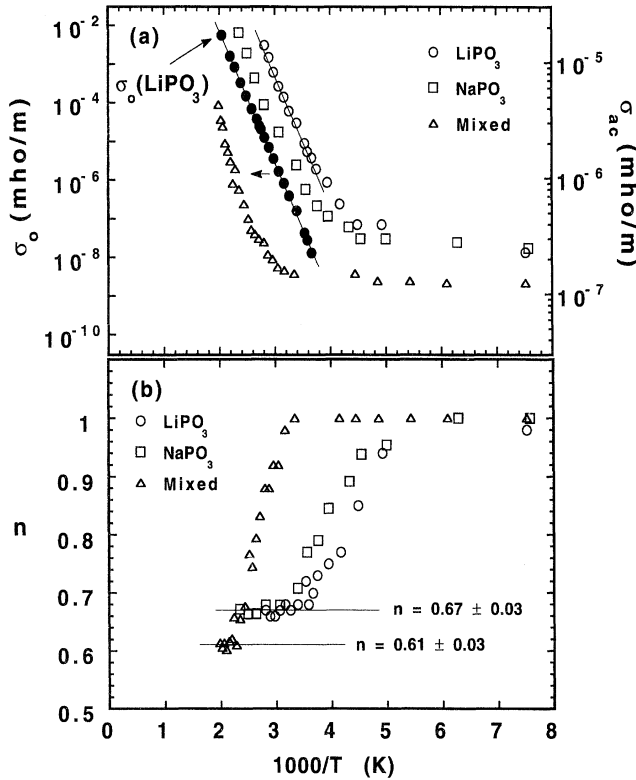 (a)
σo(LiPO3)
LiPO3
NaPO3
Mixed
10^-2
10^-4
10^-6
10^-8
10^-10
σo (mho/m)
10^-5
10^-6
10^-7
σac (mho/m)
(b)
LiPO3
NaPO3
Mixed
1
0.9
0.8
0.7
0.6
0.5
n
n = 0.67 ± 0.03
n = 0.61 ± 0.03
0 1 2 3 4 5 6 7 8
1000/T (K)